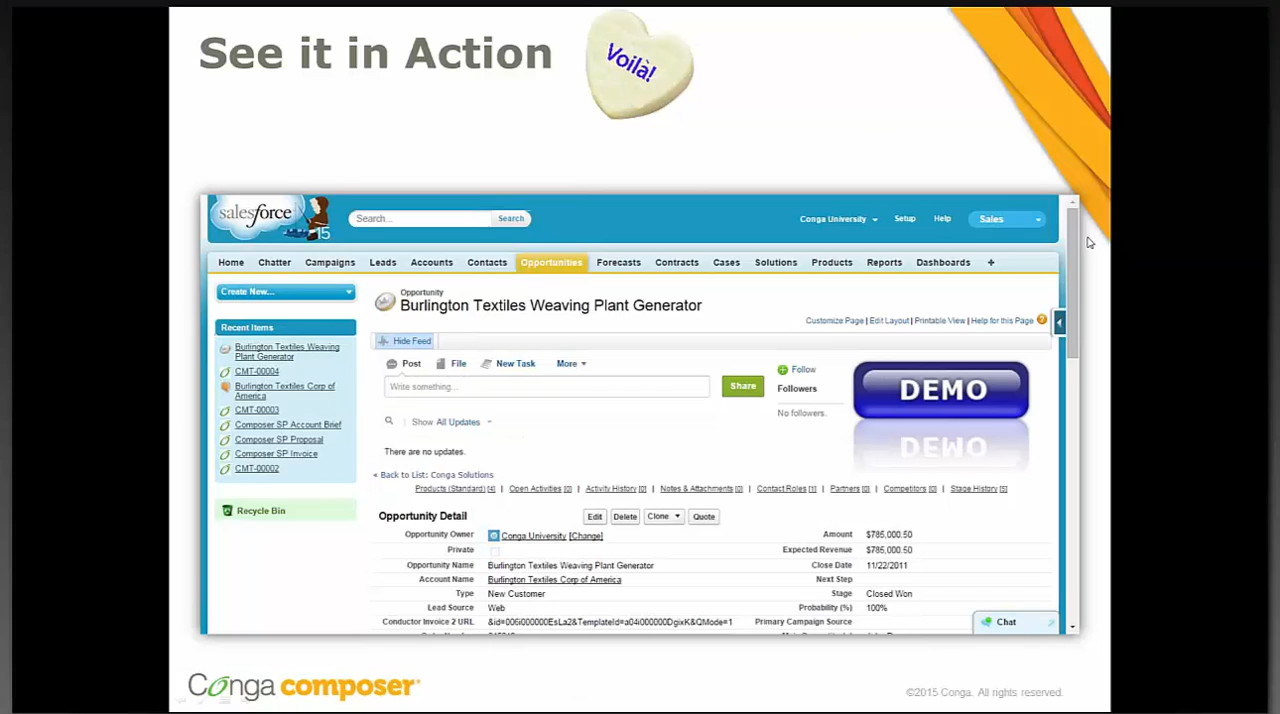 See it in Action
Voilà!
salesforce
15
Search...
Search
Conga University
Setup
Help
Sales
Home Chatter Campaigns Leads Accounts Contacts Opportunities Forecasts Contracts Cases Solutions Products Reports Dashboards +
Create New...
Recent Items
Burlington Textiles Weaving
Plant Generator
CMT-00004
Burlington Textiles Corp of
America
CMT-00003
Composer SP Account Brief
Composer SP Proposal
Composer SP Invoice
CMT-00002
Recycle Bin
Opportunity
Burlington Textiles Weaving Plant Generator
Customize Page | Edit Layout | Printable View | Help for this Page
Hide Feed
Post File New Task More
Write something...
Share
Follow
Followers
No followers.
DEMO
Show All Updates
There are no updates.
« Back to List: Conga Solutions
Products (Standard) [4] | Open Activities [0] | Activity History [0] | Notes & Attachments [0] | Contact Roles [1] | Partners [0] | Competitors [0] | Stage History [5]
Opportunity Detail
Edit Delete Clone Quote
Opportunity Owner Conga University [Change] Amount $785,000.50
Private Expected Revenue $785,000.50
Opportunity Name Burlington Textiles Weaving Plant Generator Close Date 11/22/2011
Account Name Burlington Textiles Corp of America Next Step
Type New Customer Stage Closed Won
Lead Source Web Probability (%) 100%
Conductor Invoice 2 URL &id=006i000000EsLa2&TemplateId=a04i000000DgixK&QMode=1 Primary Campaign Source
Chat
Conga composer
©2015 Conga. All rights reserved.